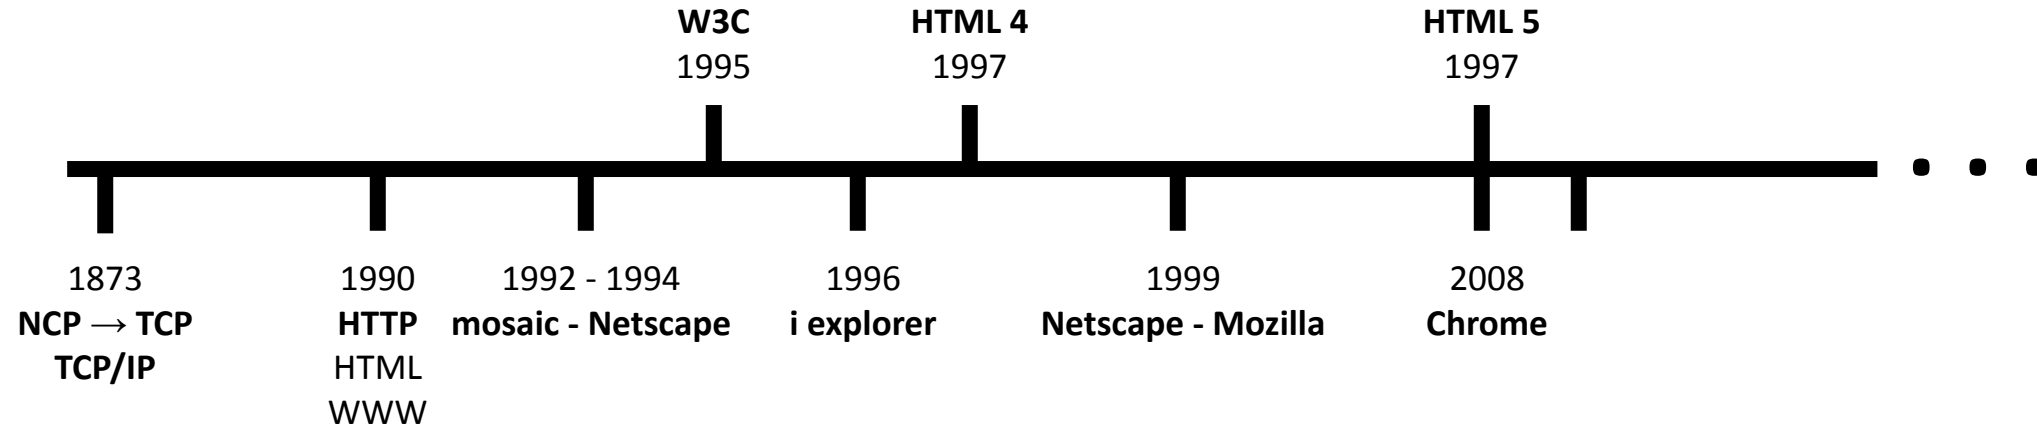 W3C
1995
HTML 4
1997
HTML 5
1997
1873
NCP → TCP
TCP/IP
1990
HTTP
HTML
WWW
1992 - 1994
mosaic - Netscape
1996
i explorer
1999
Netscape - Mozilla
2008
Chrome